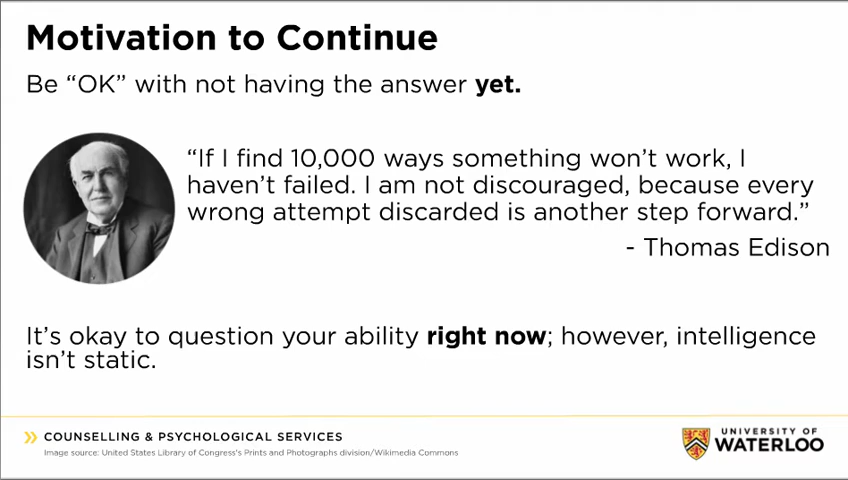 Motivation to Continue
Be “OK” with not having the answer yet.
“If I find 10,000 ways something won’t work, I
haven’t failed. I am not discouraged, because every
wrong attempt discarded is another step forward.”
- Thomas Edison
It’s okay to question your ability right now; however, intelligence
isn’t static.
COUNSELLING & PSYCHOLOGICAL SERVICES
Image source: United States Library of Congress's Prints and Photographs division/Wikimedia Commons
UNIVERSITY OF
WATERLOO